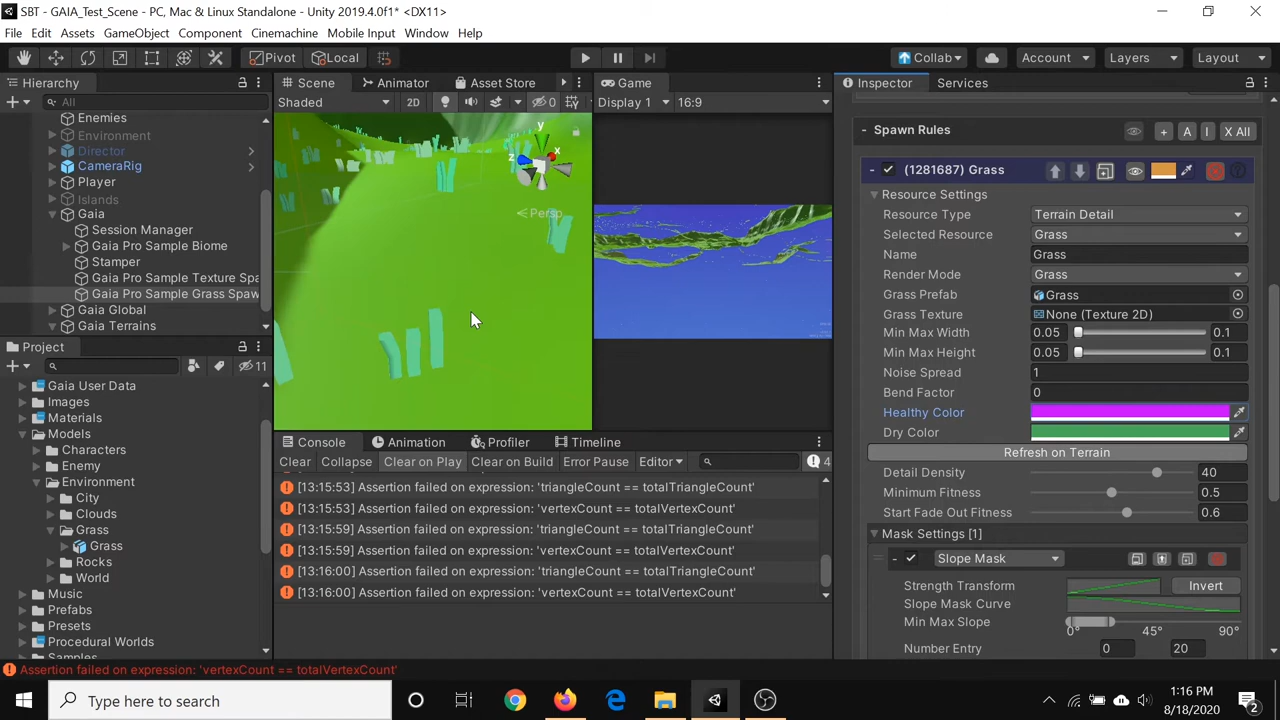 SBT - GAIA_Test_Scene - PC, Mac & Linux Standalone - Unity 2019.4.0f1* <DX11>
File Edit Assets GameObject Component Cinemachine Mobile Input Window Help
Pivot Local Collab Account Layers Layout
Hierarchy
All
Enemies
Environment
Director
CameraRig
Player
Islands
Gaia
Session Manager
Gaia Pro Sample Biome
Stamper
Gaia Pro Sample Texture Spa
Gaia Pro Sample Grass Spaw
Gaia Global
Gaia Terrains
Project
11
Gaia User Data
Images
Materials
Models
Characters
Enemy
Environment
City
Clouds
Grass
Grass
Rocks
World
Music
Prefabs
Presets
Procedural Worlds
Scene Animator Asset Store
Shaded 2D 0
y
x
z
Persp
Game
Display 1 16:9
Console Animation Profiler Timeline
Clear Collapse Clear on Play Clear on Build Error Pause Editor 4
[13:15:53] Assertion failed on expression: 'triangleCount == totalTriangleCount'
[13:15:53] Assertion failed on expression: 'vertexCount == totalVertexCount'
[13:15:59] Assertion failed on expression: 'triangleCount == totalTriangleCount'
[13:15:59] Assertion failed on expression: 'vertexCount == totalVertexCount'
[13:16:00] Assertion failed on expression: 'triangleCount == totalTriangleCount'
[13:16:00] Assertion failed on expression: 'vertexCount == totalVertexCount'
Inspector Services
Spawn Rules + A I X All
(1281687) Grass
Resource Settings
Resource Type Terrain Detail
Selected Resource Grass
Name Grass
Render Mode Grass
Grass Prefab Grass
Grass Texture None (Texture 2D)
Min Max Width 0.05 0.1
Min Max Height 0.05 0.1
Noise Spread 1
Bend Factor 0
Healthy Color
Dry Color
Refresh on Terrain
Detail Density 40
Minimum Fitness 0.5
Start Fade Out Fitness 0.6
Mask Settings [1]
Slope Mask
Strength Transform Invert
Slope Mask Curve
Min Max Slope
0° 45° 90°
Number Entry 0 20
Assertion failed on expression: 'vertexCount == totalVertexCount'
Type here to search
1:16 PM
8/18/2020
2